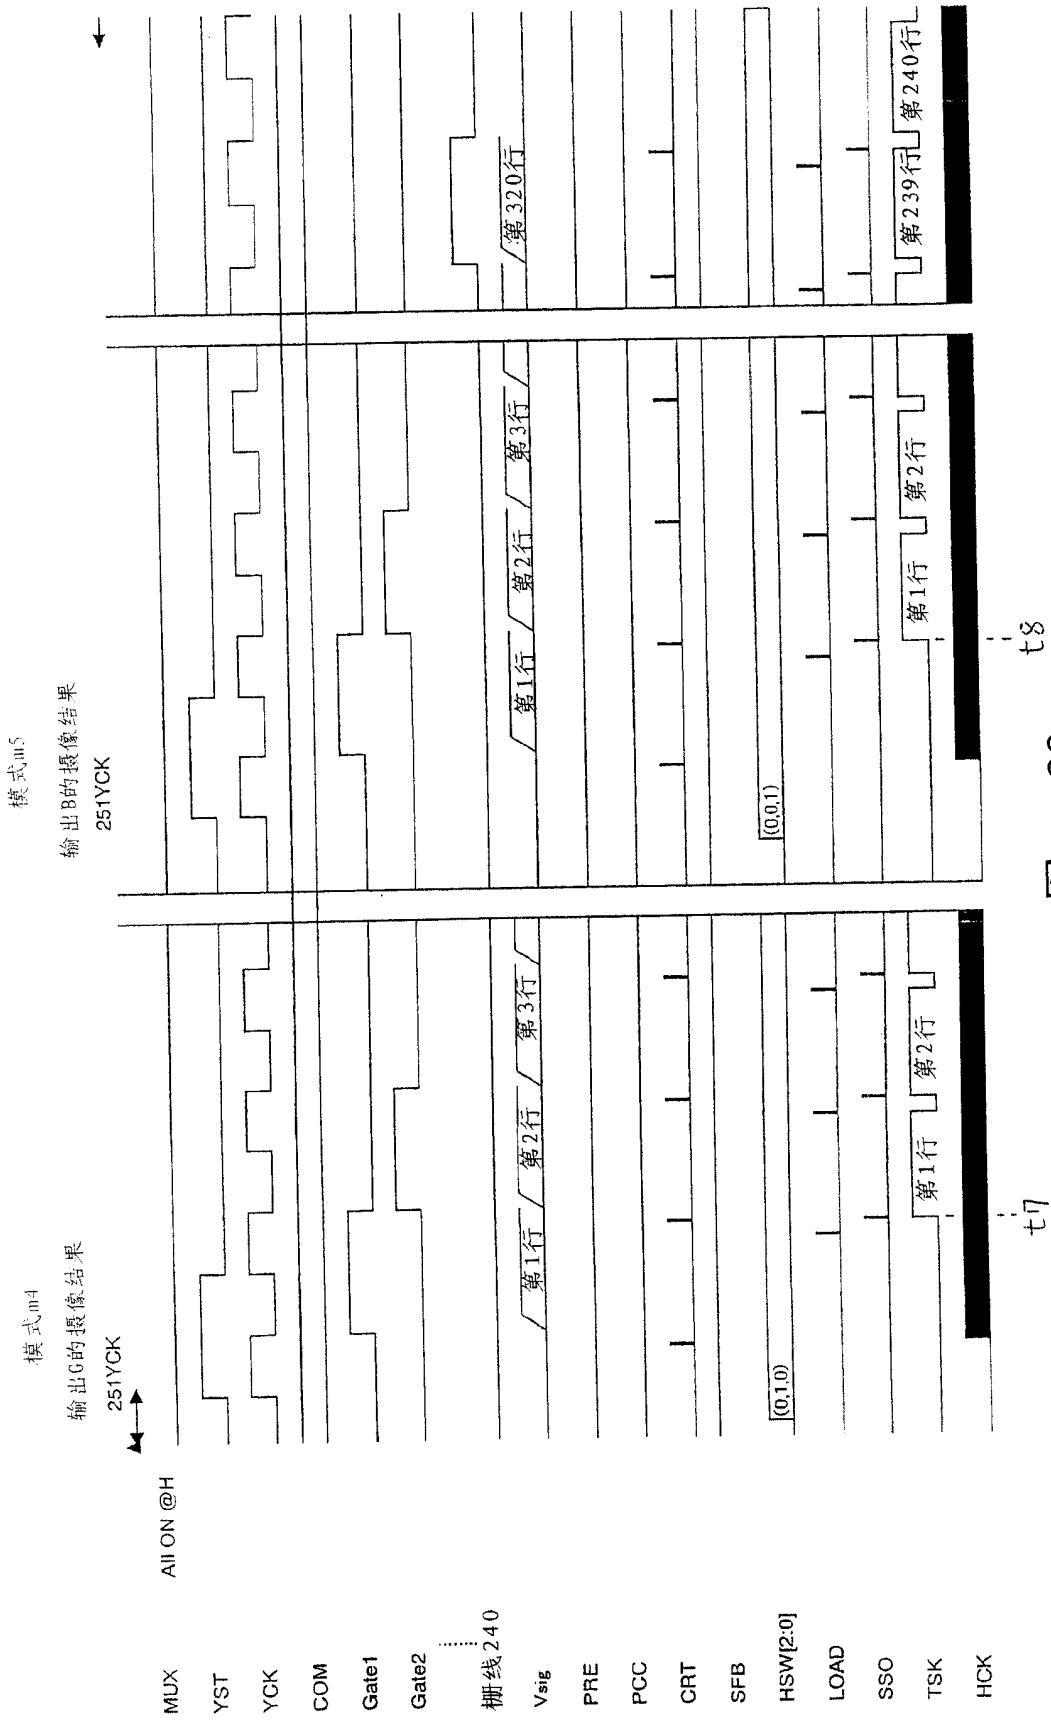 模式m4
输出G的摄像结果
251YCK
模式m5
输出B的摄像结果
251YCK
MUX
All ON @H
YST
YCK
COM
Gate1
Gate2
栅线240
Vsig
第1行
第2行
第3行
第1行
第2行
第3行
第320行
PRE
PCC
CRT
SFB
HSW[2:0]
(0,1,0)
(0,0,1)
LOAD
SSO
TSK
第1行
第2行
第1行
第2行
第239行
第240行
HCK
t7
t8